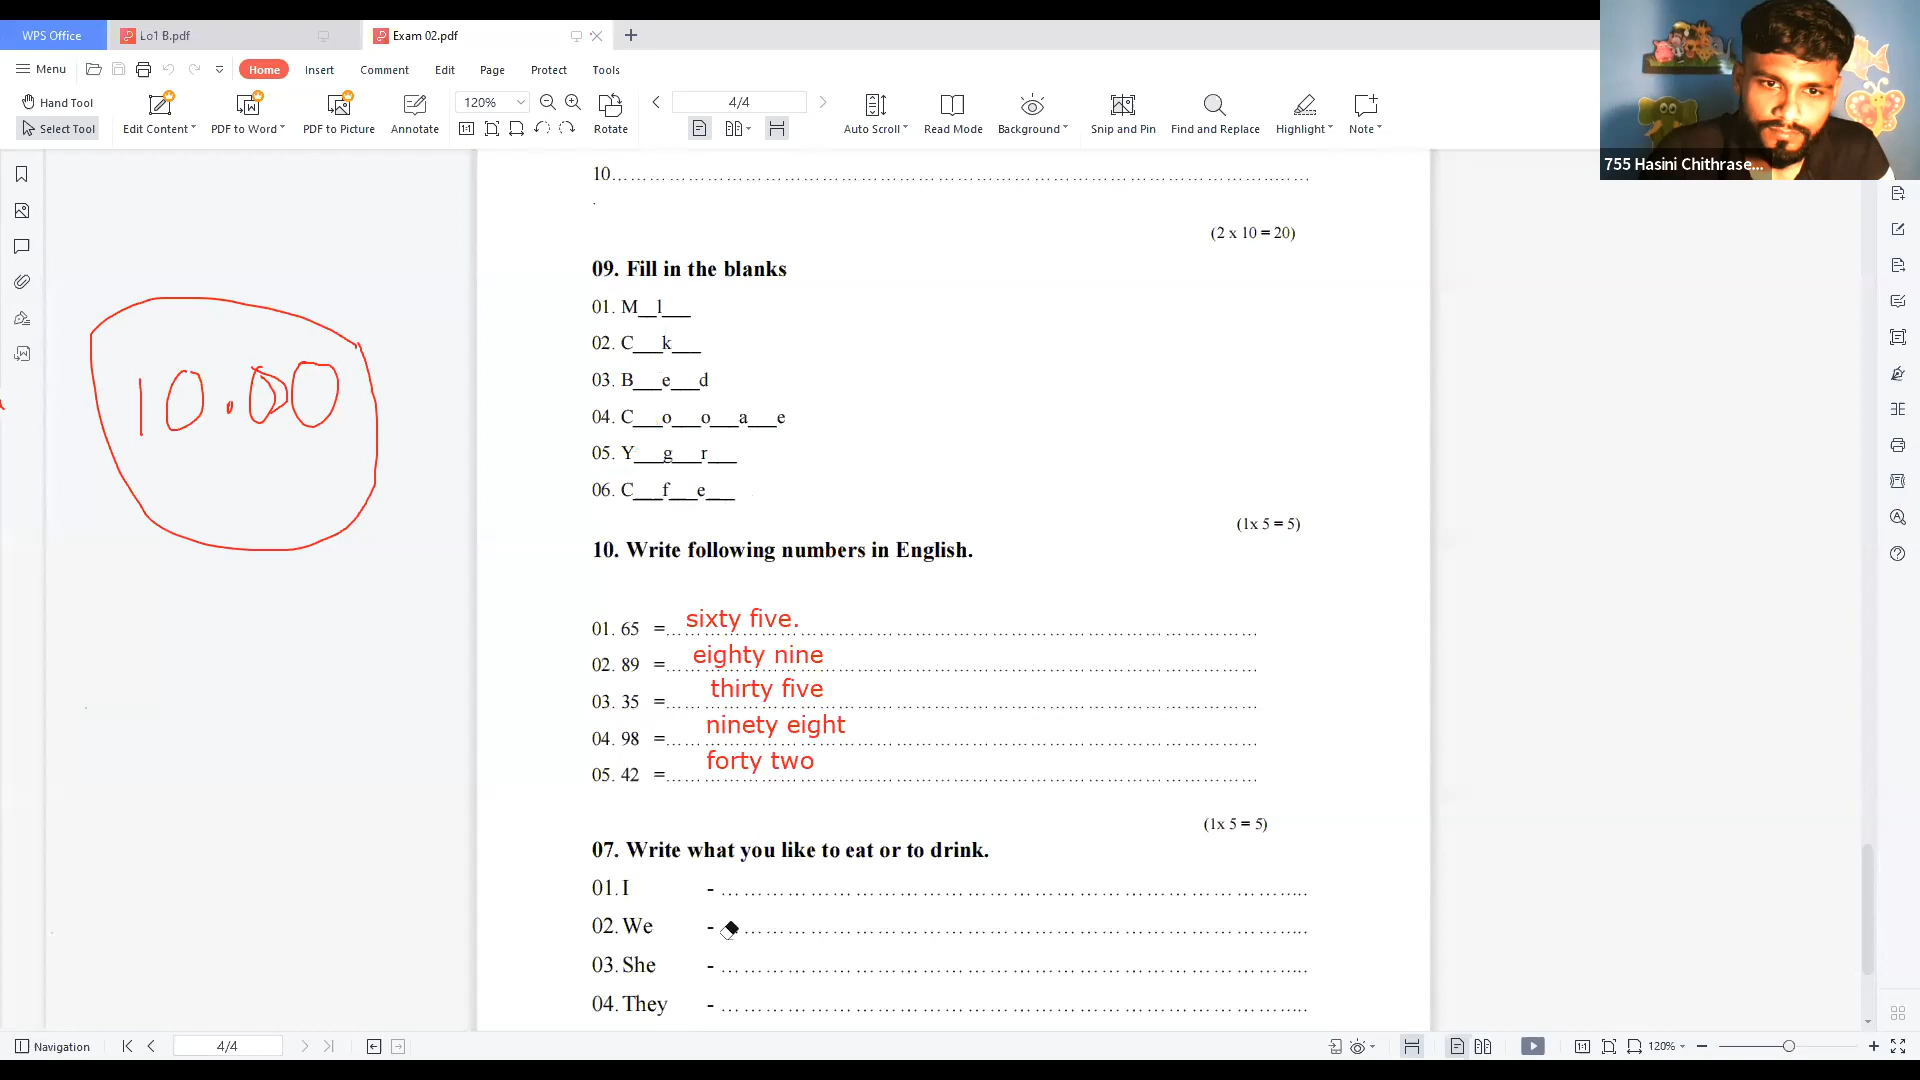 WPS Office
Lo1 B.pdf
Exam 02.pdf
Menu
Home
Insert
Comment
Edit
Page
Protect
Tools
Hand Tool
Select Tool
Edit Content
PDF to Word
PDF to Picture
Annotate
120%
Rotate
4/4
Auto Scroll
Read Mode
Background
Snip and Pin
Find and Replace
Highlight
Note
755 Hasini Chithrase...
10……………………………………………………………………………………
.
(2 x 10 = 20)
09. Fill in the blanks
01. M__l___
02. C___k___
03. B___e___d
04. C___o___o___a___e
05. Y___g___r___
06. C___f___e___
(1x 5 = 5)
10.00
10. Write following numbers in English.
01. 65 =……………………………… sixty five.
02. 89 =……………………………… eighty nine
03. 35 =……………………………… thirty five
04. 98 =……………………………… ninety eight
05. 42 =……………………………… forty two
(1x 5 = 5)
07. Write what you like to eat or to drink.
01. I - ………………………………………………..
02. We - ………………………………………………..
03. She - ………………………………………………..
04. They - ………………………………………………..
Navigation
4/4
120%